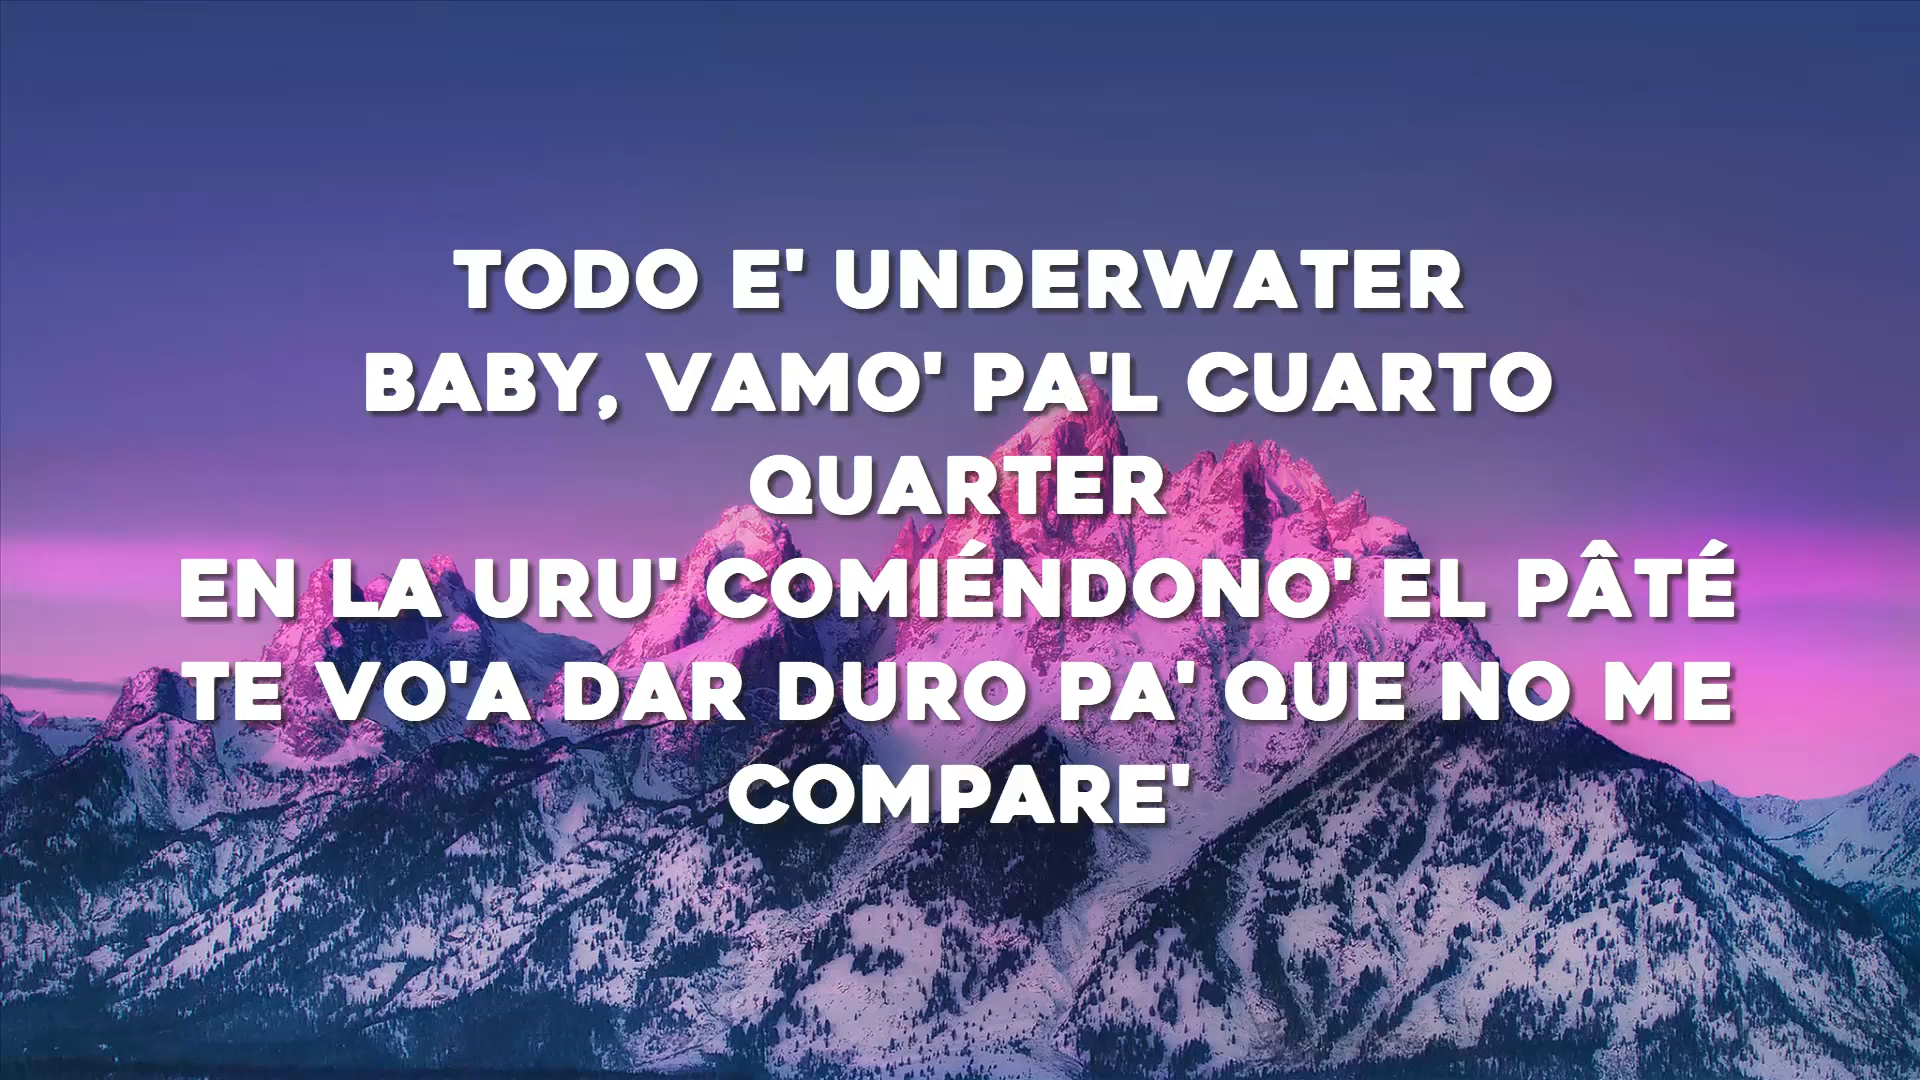 TODO E' UNDERWATER
BABY, VAMO' PA'L CUARTO
QUARTER
EN LA URU' COMIÉNDONO' EL PÂTÉ
TE VO'A DAR DURO PA' QUE NO ME
COMPARE'